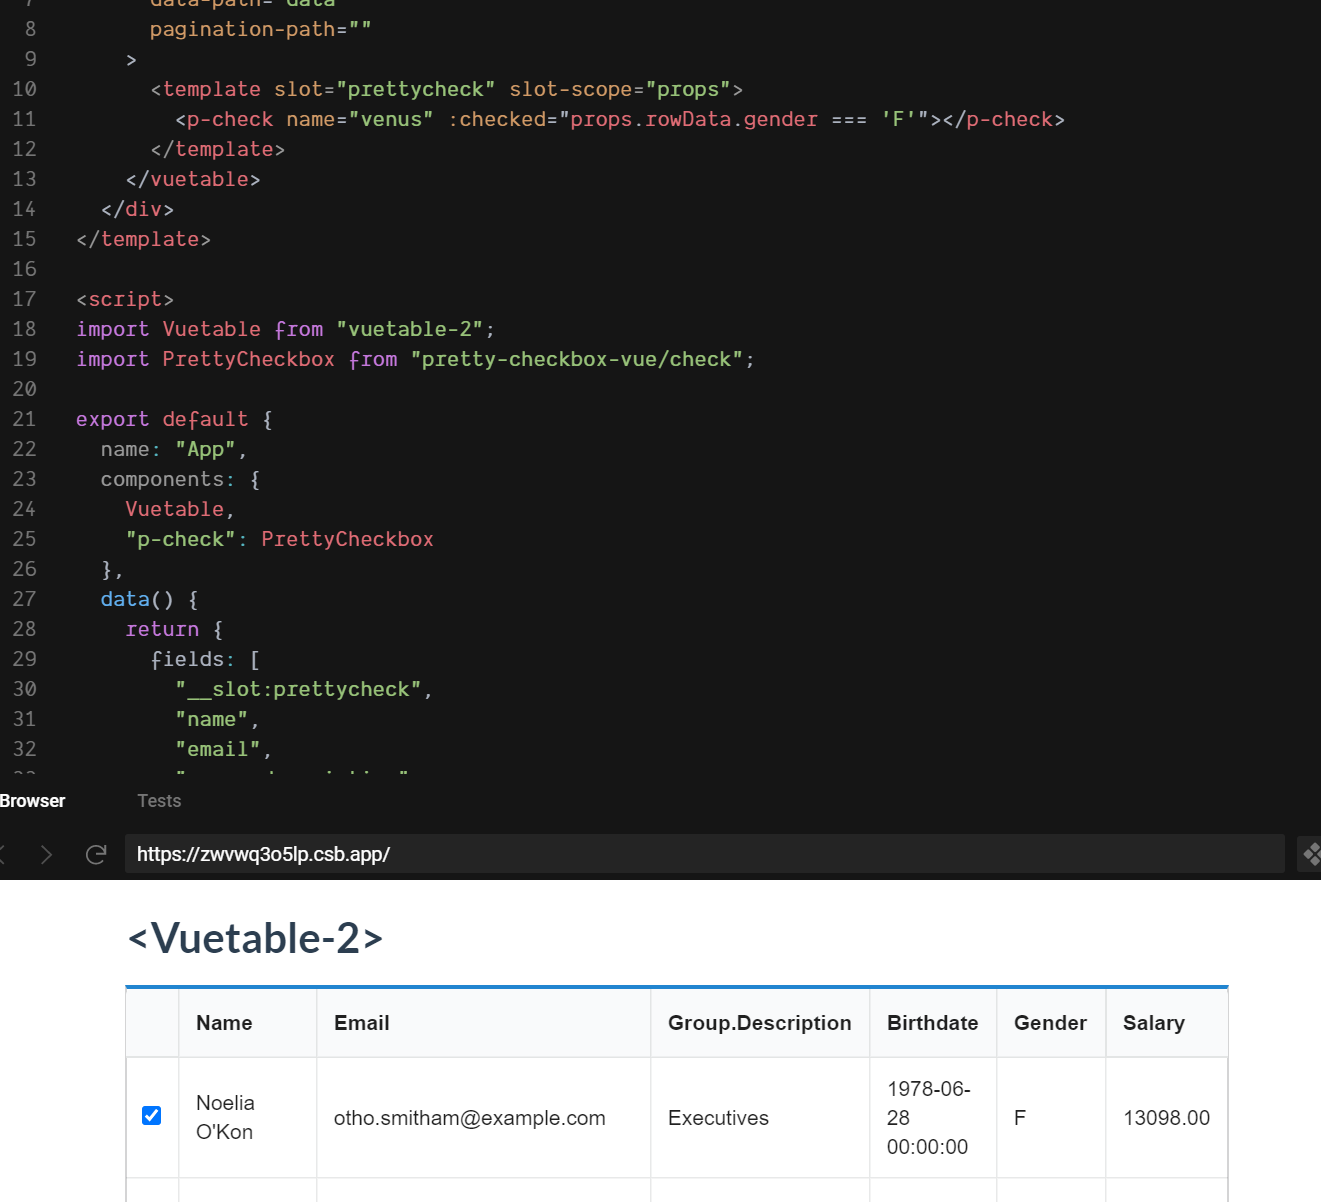 7 data-path="data"
8 pagination-path=""
9 >
10 <template slot="prettycheck" slot-scope="props">
11 <p-check name="venus" :checked="props.rowData.gender === 'F'"></p-check>
12 </template>
13 </vuetable>
14 </div>
15 </template>
16
17 <script>
18 import Vuetable from "vuetable-2";
19 import PrettyCheckbox from "pretty-checkbox-vue/check";
20
21 export default {
22 name: "App",
23 components: {
24 Vuetable,
25 "p-check": PrettyCheckbox
26 },
27 data() {
28 return {
29 fields: [
30 "__slot:prettycheck",
31 "name",
32 "email",
Browser Tests
https://zwvwq3o5lp.csb.app/
<Vuetable-2>
Name Email Group.Description Birthdate Gender Salary
Noelia O'Kon otho.smitham@example.com Executives 1978-06-28 00:00:00 F 13098.00